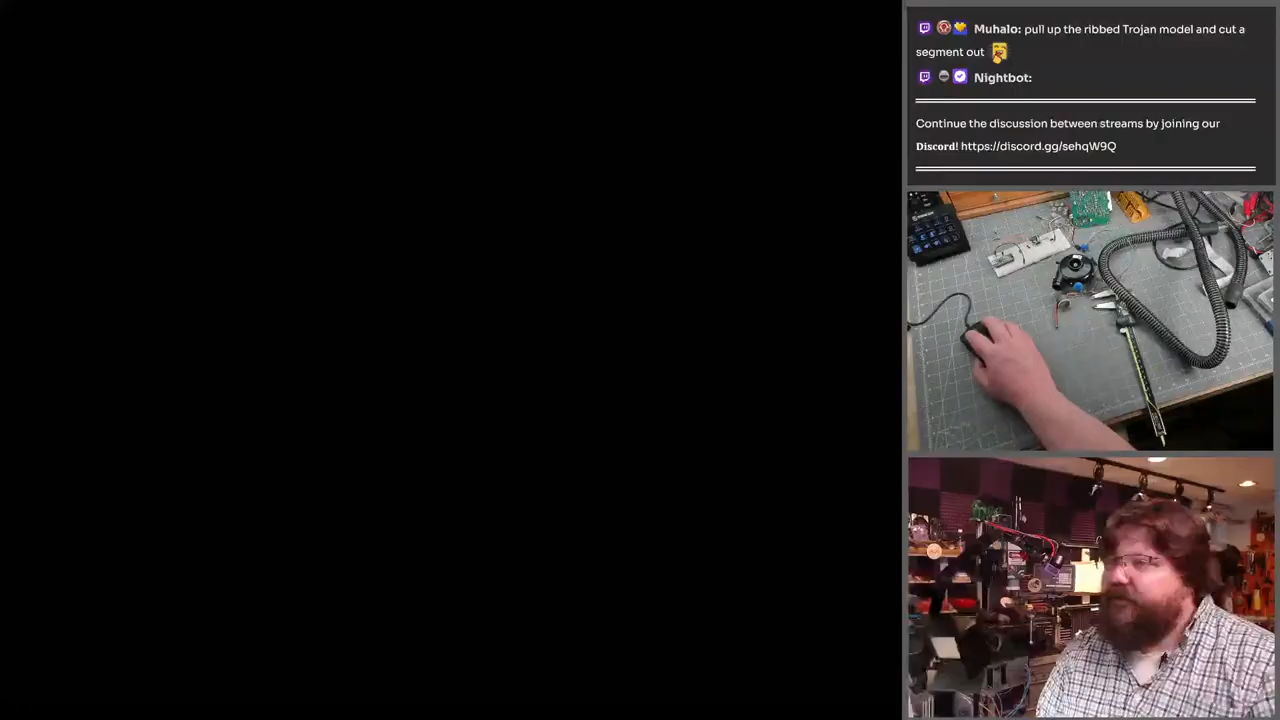 Muhalo: pull up the ribbed Trojan model and cut a
segment out
Nightbot:
Continue the discussion between streams by joining our
Discord! https://discord.gg/sehqW9Q